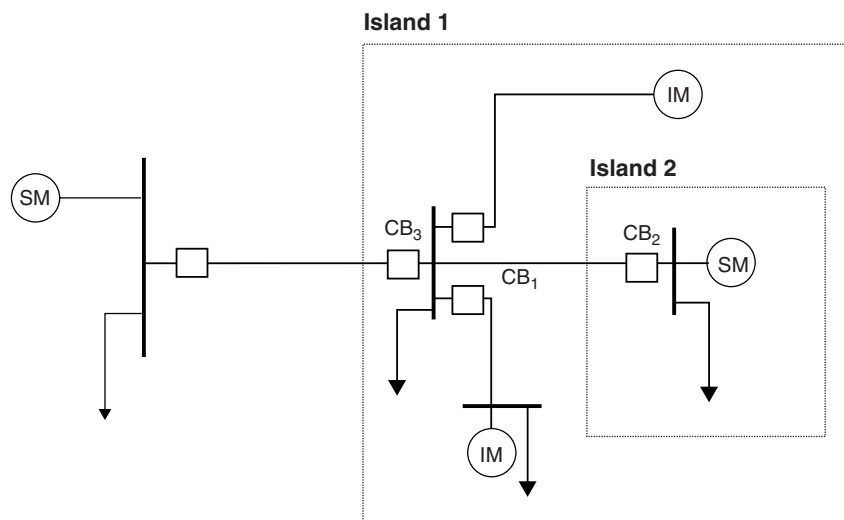 Island 1
IM
Island 2
SM
CB₃
CB₂
SM
CB₁
IM